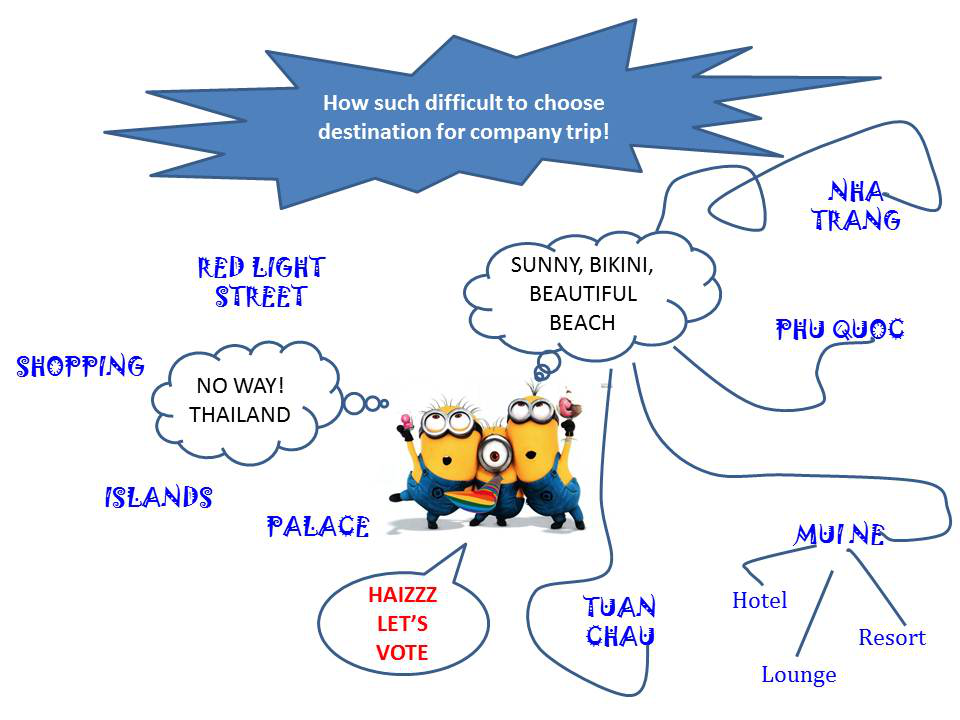 How such difficult to choose
destination for company trip!
NHA
TRANG
SUNNY, BIKINI,
BEAUTIFUL
BEACH
RED LIGHT
STREET
PHU QUOC
SHOPPING
NO WAY!
THAILAND
ISLANDS
PALACE
MUI NE
HAIZZZ
LET’S
VOTE
TUAN
CHAU
Hotel
Resort
Lounge